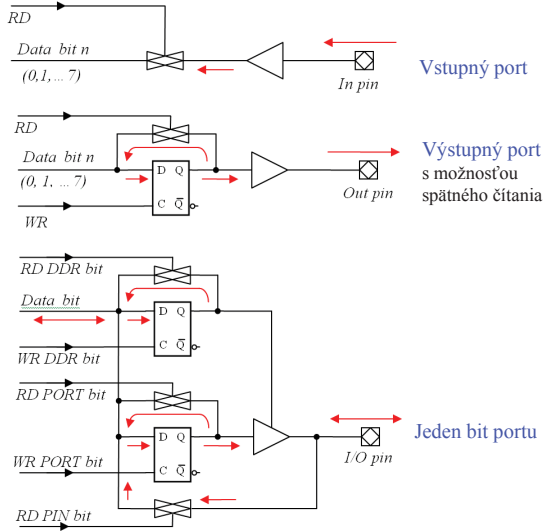 RD
Data bit n
(0,1,... 7)
In pin
Vstupný port
RD
Data bit n
(0, 1, ... 7)
WR
D Q
C Q̅
Out pin
Výstupný port
s možnosťou
spätného čítania
RD DDR bit
Data bit
WR DDR bit
D Q
C Q̅
RD PORT bit
WR PORT bit
D Q
C Q̅
RD PIN bit
I/O pin
Jeden bit portu